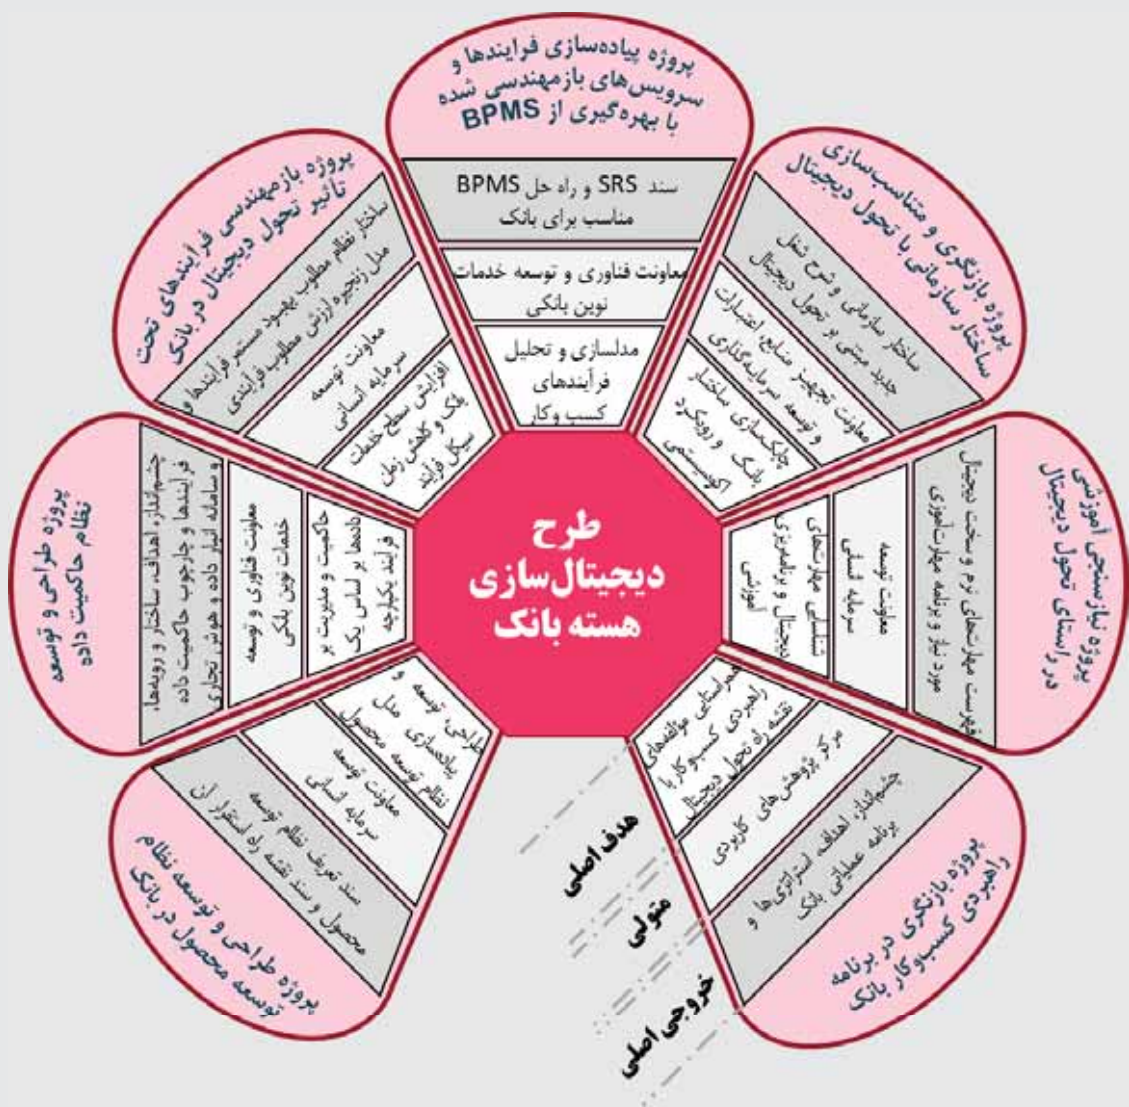 طرح
دیجیتال‌سازی
هسته بانک
پروژه پیاده‌سازی فرایندها و
سرویس‌های بازمهندسی شده
با بهره‌گیری از BPMS
سند SRS و راه حل BPMS
مناسب برای بانک
معاونت فناوری و توسعه خدمات
نوین بانکی
مدلسازی و تحلیل
فرآیندهای
کسب و کار
پروژه بازنگری و متناسب‌سازی
ساختار سازمانی با تحول دیجیتال
ساختار سازمانی و شرح شغل
جدید مبتنی بر تحول دیجیتال
معاونت تجهیز منابع، اعتبارات
و توسعه سرمایه‌گذاری
چابک‌سازی ساختار
بانک و رویکرد
اکوسیستمی
پروژه نیازسنجی آموزشی
در راستای تحول دیجیتال
فهرست مهارت‌های نرم و سخت دیجیتال
مورد نیاز و برنامه مهارت‌آموزی
معاونت توسعه
سرمایه انسانی
شناسایی مهارت‌های
دیجیتال و برنامه‌ریزی
آموزشی
پروژه بازنگری در برنامه
راهبردی کسب‌وکار بانک
چشم‌انداز، اهداف، استراتژی‌ها و
برنامه عملیاتی بانک
مرکز پژوهش‌های کاربردی
همراستایی مولفه‌های
راهبردی کسب‌وکار با
نقشه راه تحول دیجیتال
هدف اصلی
متولی
خروجی اصلی
پروژه طراحی و توسعه نظام
توسعه محصول در بانک
سند تعریف نظام توسعه
محصول و سند نقشه راه استقرار آن
معاونت توسعه
سرمایه انسانی
طراحی، توسعه و
پیاده‌سازی مدل
نظام توسعه محصول
پروژه طراحی و توسعه
نظام حاکمیت
داده
چشم‌انداز، اهداف، ساختار و رویه‌ها،
فرآیندها و چارچوب حاکمیت داده
و سامانه انبار داده و هوش تجاری
معاونت فناوری و توسعه
خدمات نوین بانکی
حاکمیت و مدیریت بر
داده‌ها بر اساس یک
فرآیند یکپارچه
پروژه بازمهندسی فرآیندهای تحت
تأثیر تحول دیجیتال در بانک
ساختار نظام مطلوب بهبود مستمر فرآیندها و
مدل زنجیره ارزش مطلوب فرآیندی
معاونت توسعه
سرمایه انسانی
افزایش سطح خدمات
بانک و کاهش زمان
سیکل فرآیند